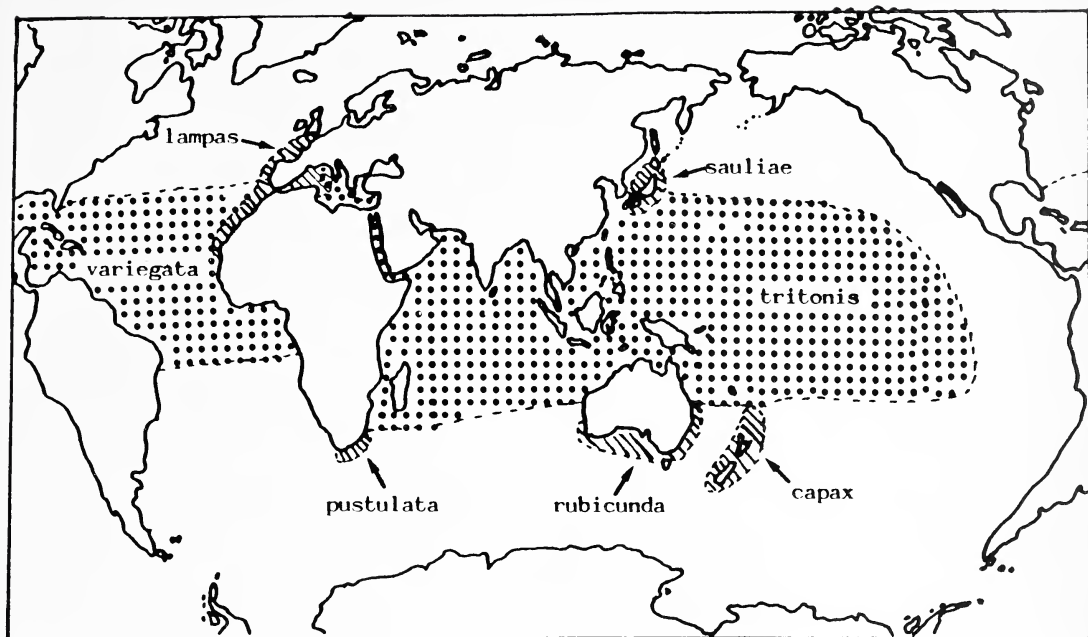 lampas
sauliae
variegata
tritonis
pustulata
rubicunda
capax